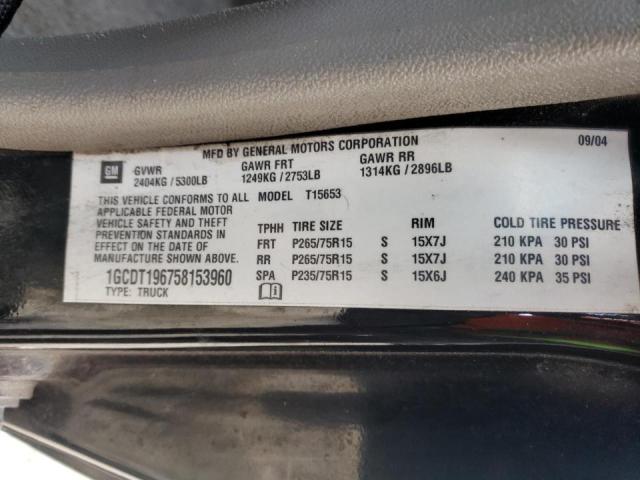 MFD BY GENERAL MOTORS CORPORATION 09/04
GM GVWR GAWR FRT GAWR RR
2404KG / 5300LB 1249KG / 2753LB 1314KG / 2896LB
THIS VEHICLE CONFORMS TO ALL MODEL T15653
APPLICABLE FEDERAL MOTOR
VEHICLE SAFETY AND THEFT
PREVENTION STANDARDS IN
EFFECT ON THE DATE OF
MANUFACTURE SHOWN ABOVE.
1GCDT196758153960
TYPE: TRUCK
TPHH TIRE SIZE RIM COLD TIRE PRESSURE
FRT P265/75R15 S 15X7J 210 KPA 30 PSI
RR P265/75R15 S 15X7J 210 KPA 30 PSI
SPA P235/75R15 S 15X6J 240 KPA 35 PSI